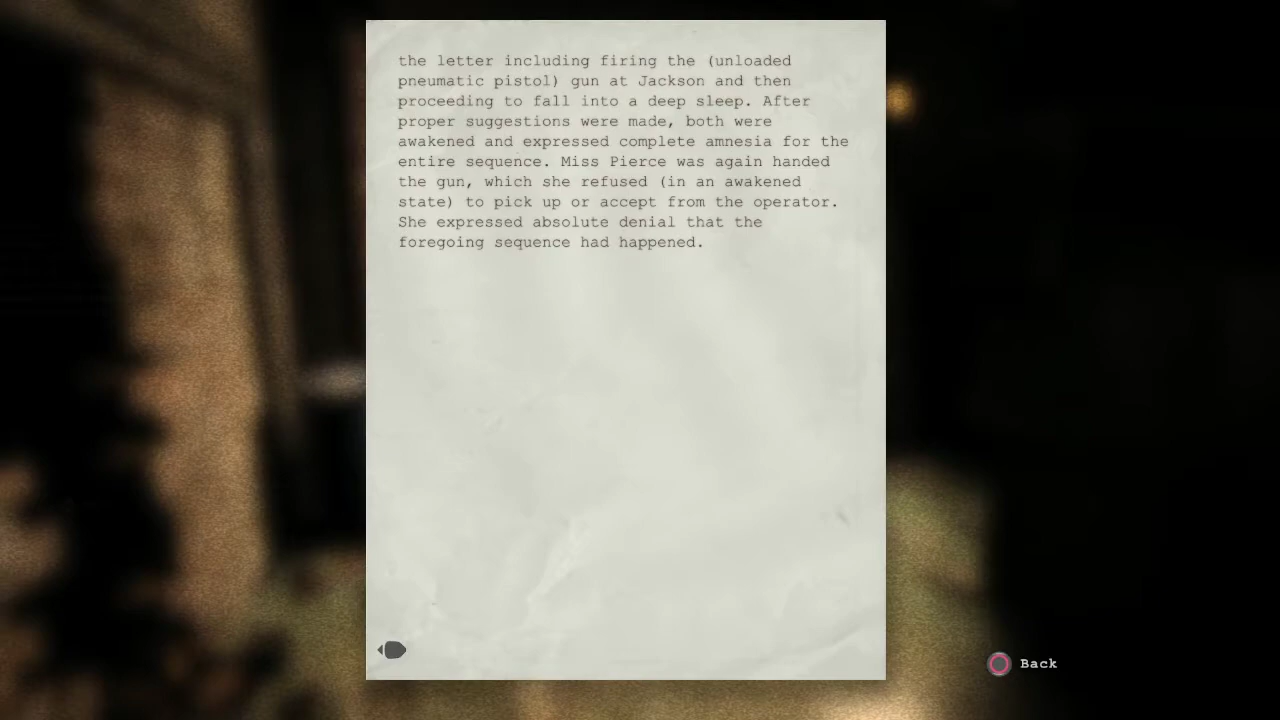 the letter including firing the (unloaded
pneumatic pistol) gun at Jackson and then
proceeding to fall into a deep sleep. After
proper suggestions were made, both were
awakened and expressed complete amnesia for the
entire sequence. Miss Pierce was again handed
the gun, which she refused (in an awakened
state) to pick up or accept from the operator.
She expressed absolute denial that the
foregoing sequence had happened.
Back